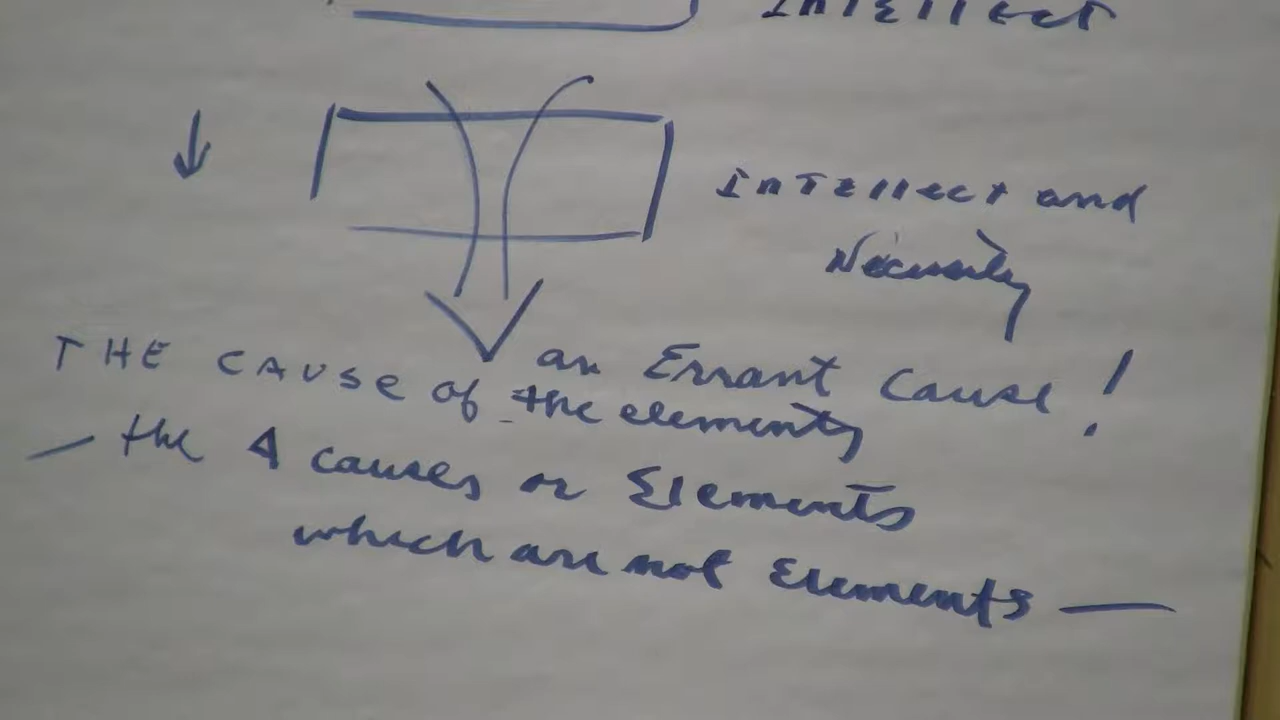 Intellect
Intellect and
Necessity
an Errant Cause!
THE CAUSE of the elements
– the 4 causes or Elements
which are not Elements —